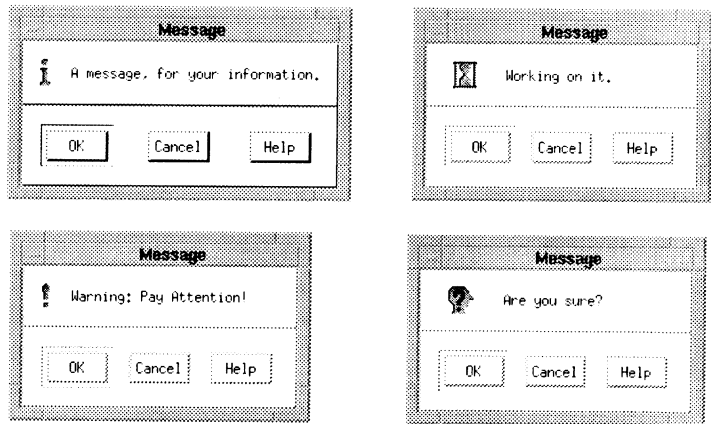 Message
A message, for your information.
OK Cancel Help
Message
Working on it.
OK Cancel Help
Message
Warning: Pay Attention!
OK Cancel Help
Message
Are you sure?
OK Cancel Help